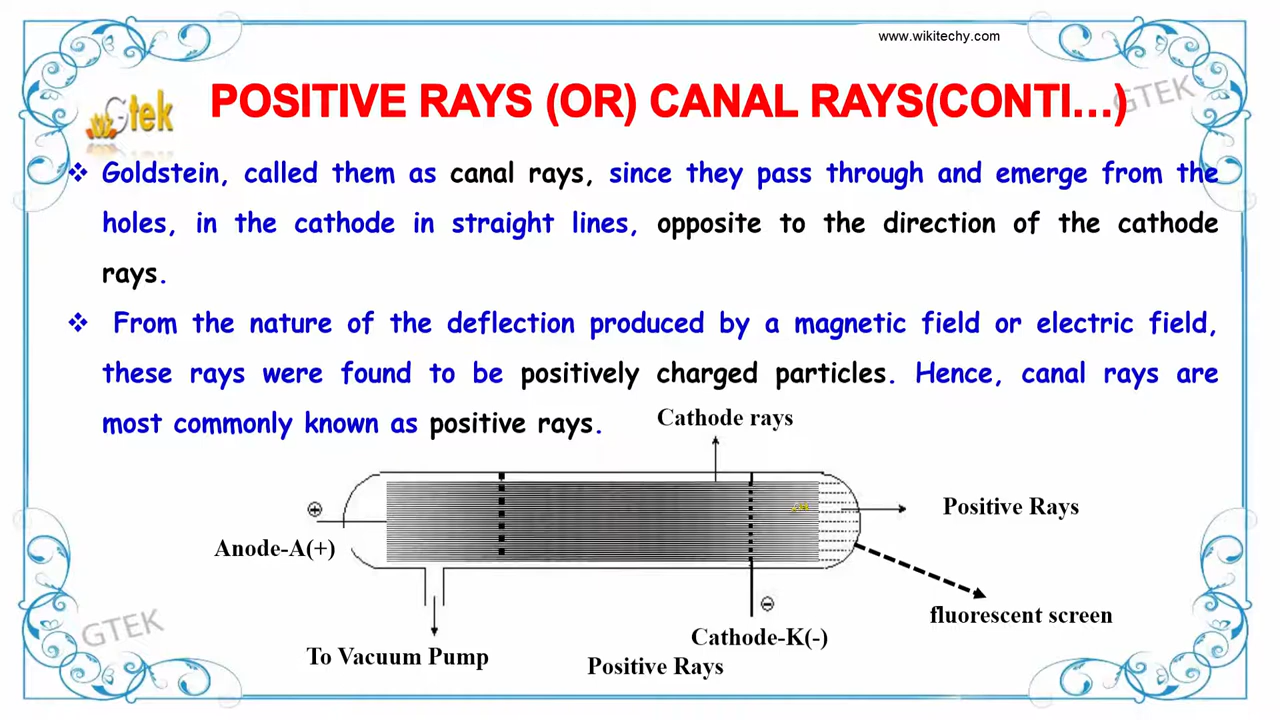 www.wikitechy.com
Gtek
POSITIVE RAYS (OR) CANAL RAYS(CONTI...)
GTEK
❖ Goldstein, called them as canal rays, since they pass through and emerge from the
holes, in the cathode in straight lines, opposite to the direction of the cathode
rays.
❖ From the nature of the deflection produced by a magnetic field or electric field,
these rays were found to be positively charged particles. Hence, canal rays are
most commonly known as positive rays.
Cathode rays
+
Positive Rays
Anode-A(+)
-
fluorescent screen
GTEK
Cathode-K(-)
To Vacuum Pump
Positive Rays